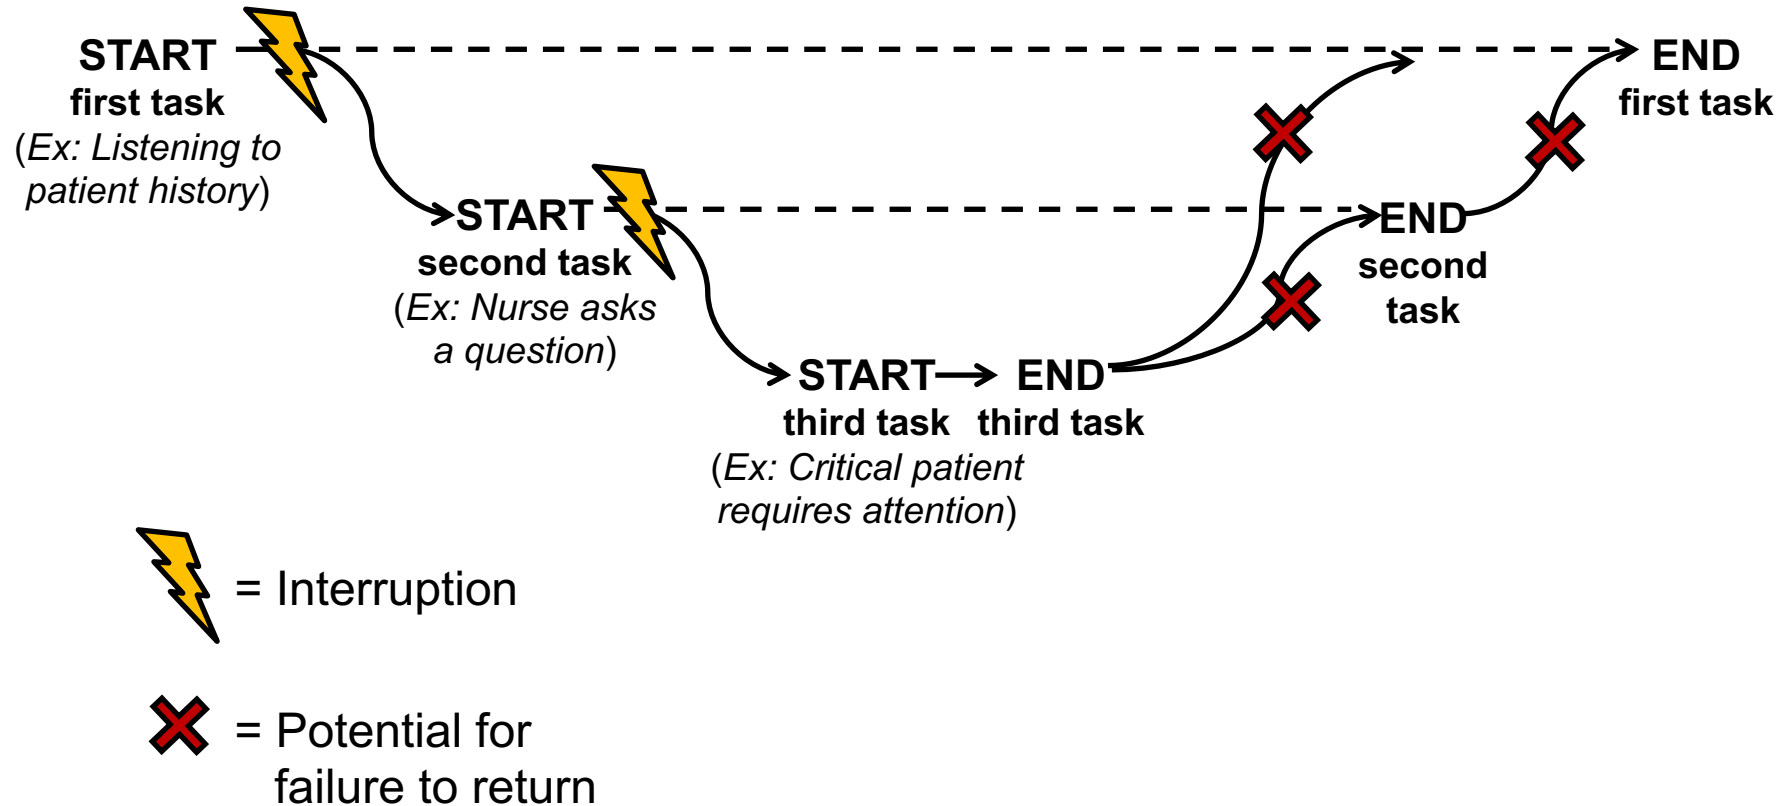 START
first task
(Ex: Listening to
patient history)
END
first task
START
second task
(Ex: Nurse asks
a question)
END
second
task
START
third task
(Ex: Critical patient
requires attention)
END
third task
= Interruption
= Potential for
failure to return